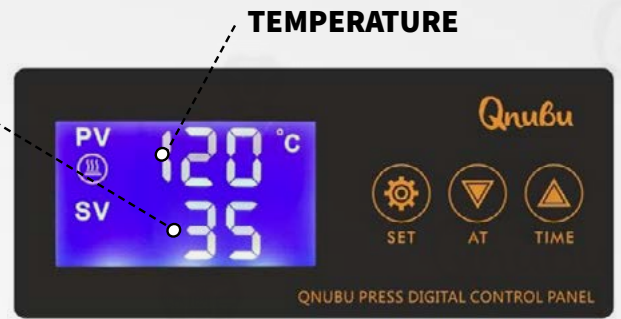 TEMPERATURE
Qnubu
PV 120 °C
SV 35
SET AT TIME
QNUBU PRESS DIGITAL CONTROL PANEL